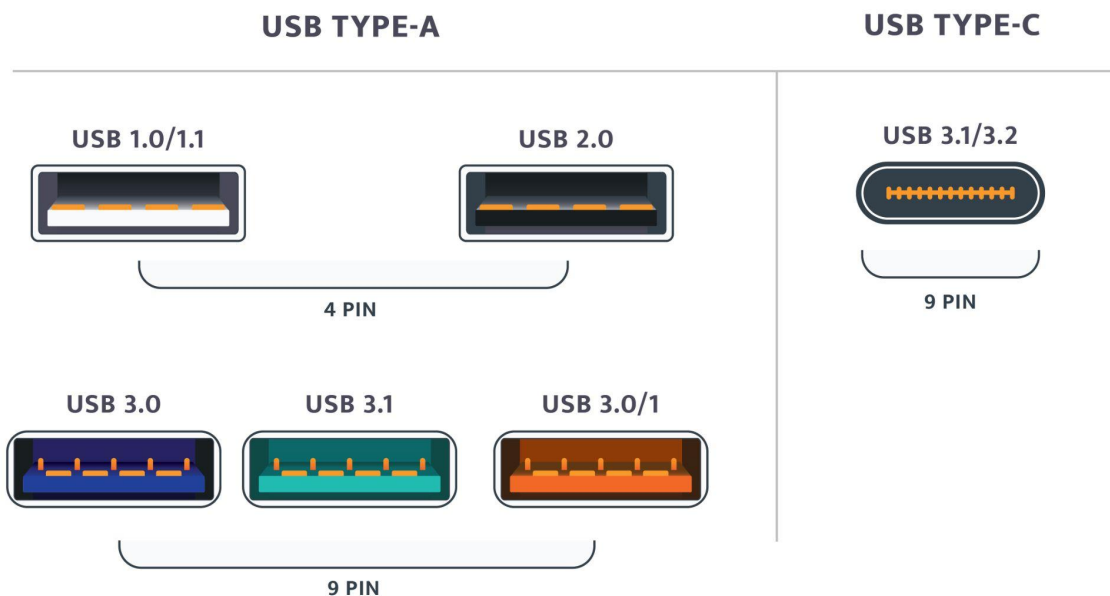 USB TYPE-A
USB TYPE-C
USB 1.0/1.1
USB 2.0
USB 3.1/3.2
4 PIN
9 PIN
USB 3.0
USB 3.1
USB 3.0/1
9 PIN